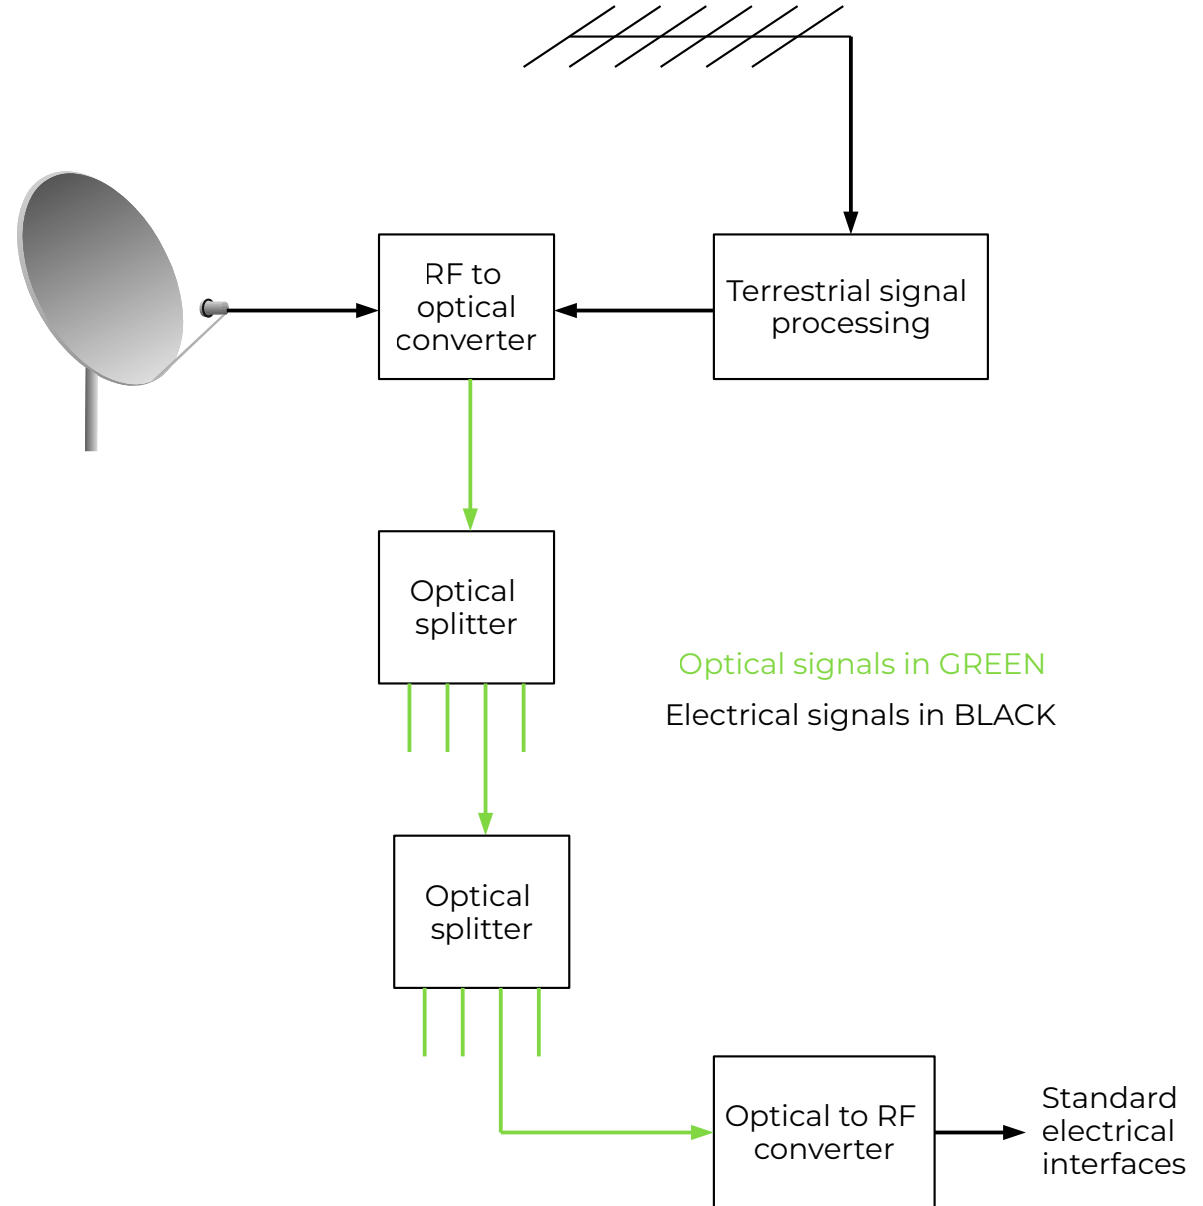 RF to
optical
converter
Terrestrial signal
processing
Optical
splitter
Optical signals in GREEN
Electrical signals in BLACK
Optical
splitter
Optical to RF
converter
Standard
electrical
interfaces